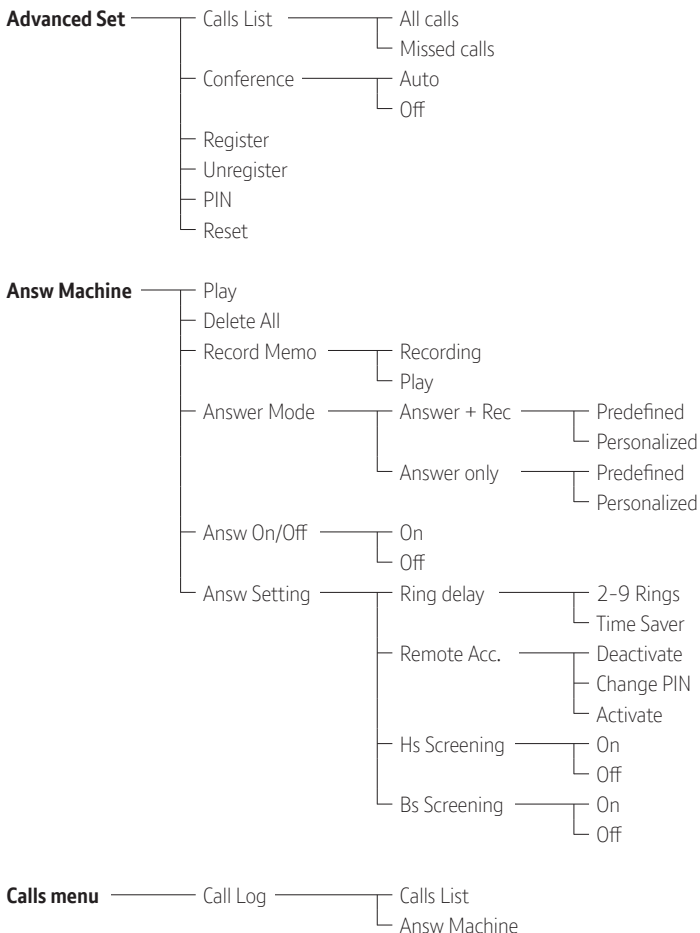 Advanced Set Calls List All calls
Missed calls
Conference Auto
Off
Register
Unregister
PIN
Reset
Answ Machine Play
Delete All
Record Memo Recording
Play
Answer Mode Answer + Rec Predefined
Personalized
Answer only Predefined
Personalized
Answ On/Off On
Off
Answ Setting Ring delay 2-9 Rings
Time Saver
Remote Acc. Deactivate
Change PIN
Activate
Hs Screening On
Off
Bs Screening On
Off
Calls menu Call Log Calls List
Answ Machine